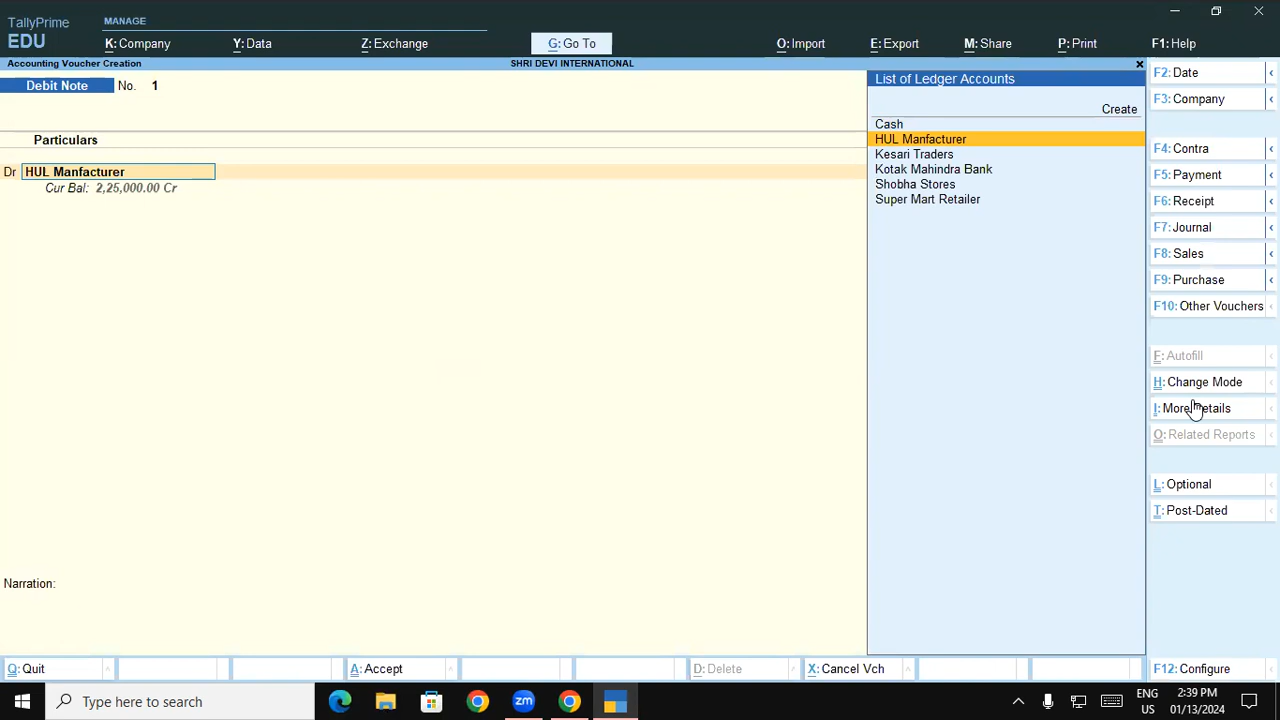 TallyPrime
EDU
MANAGE
K: Company
Y: Data
Z: Exchange
G: Go To
O: Import
E: Export
M: Share
P: Print
F1: Help
Accounting Voucher Creation
SHRI DEVI INTERNATIONAL
Debit Note No. 1
Particulars
Dr HUL Manfacturer
Cur Bal: 2,25,000.00 Cr
Narration:
List of Ledger Accounts
Create
Cash
HUL Manfacturer
Kesari Traders
Kotak Mahindra Bank
Shobha Stores
Super Mart Retailer
F2: Date
F3: Company
F4: Contra
F5: Payment
F6: Receipt
F7: Journal
F8: Sales
F9: Purchase
F10: Other Vouchers
F: Autofill
H: Change Mode
I: More Details
O: Related Reports
L: Optional
T: Post-Dated
Q: Quit
A: Accept
D: Delete
X: Cancel Vch
F12: Configure
Type here to search
zm
ENG
US
2:39 PM
01/13/2024